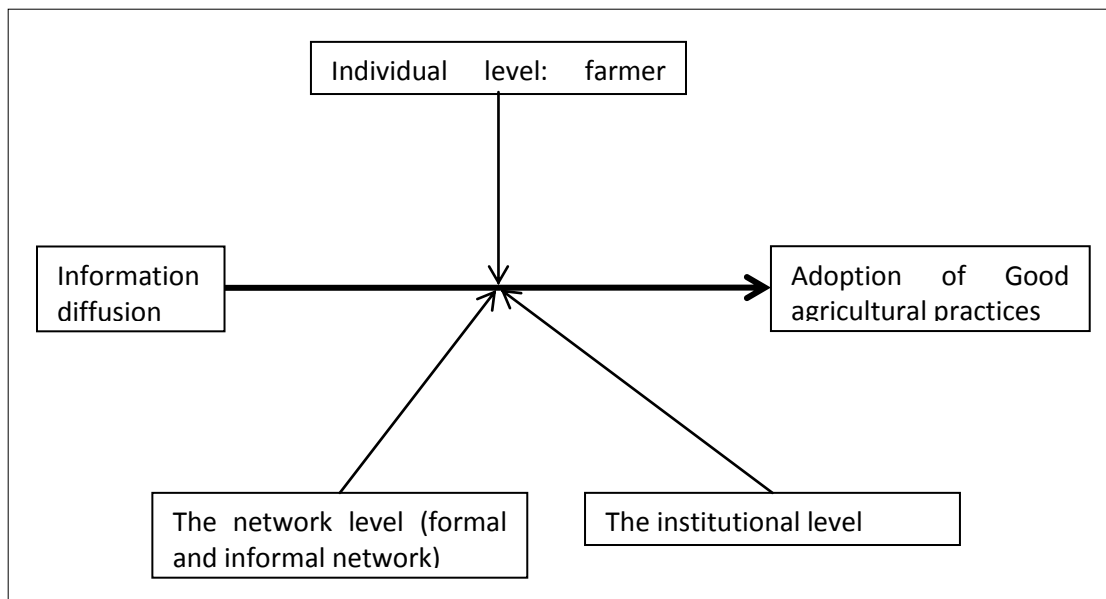 Individual level: farmer
Information
diffusion
Adoption of Good
agricultural practices
The network level (formal
and informal network)
The institutional level